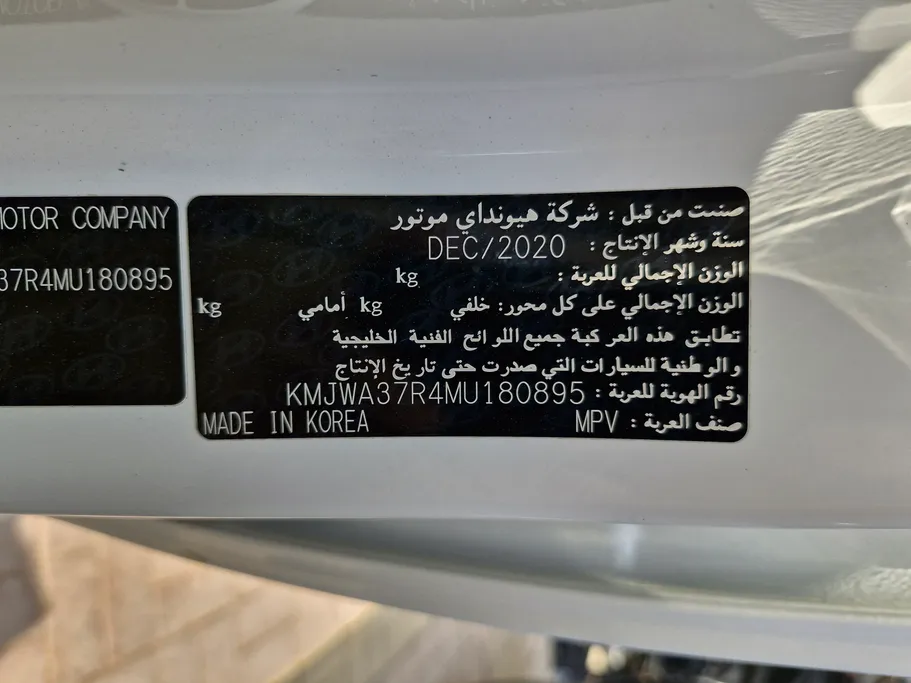 MOTOR COMPANY
37R4MU180895
صنعت من قبل : شركة هيونداي موتور
سنة وشهر الإنتاج : DEC/2020
الوزن الإجمالي للعربة : kg
الوزن الإجمالي على كل محور: خلفي kg أمامي kg
تطابق هذه المركبة جميع اللوائح الفنية الخليجية
والوطنية للسيارات التي صدرت حتى تاريخ الإنتاج
رقم الهوية للعربة : KMJWA37R4MU180895
صنف العربة : MPV
MADE IN KOREA